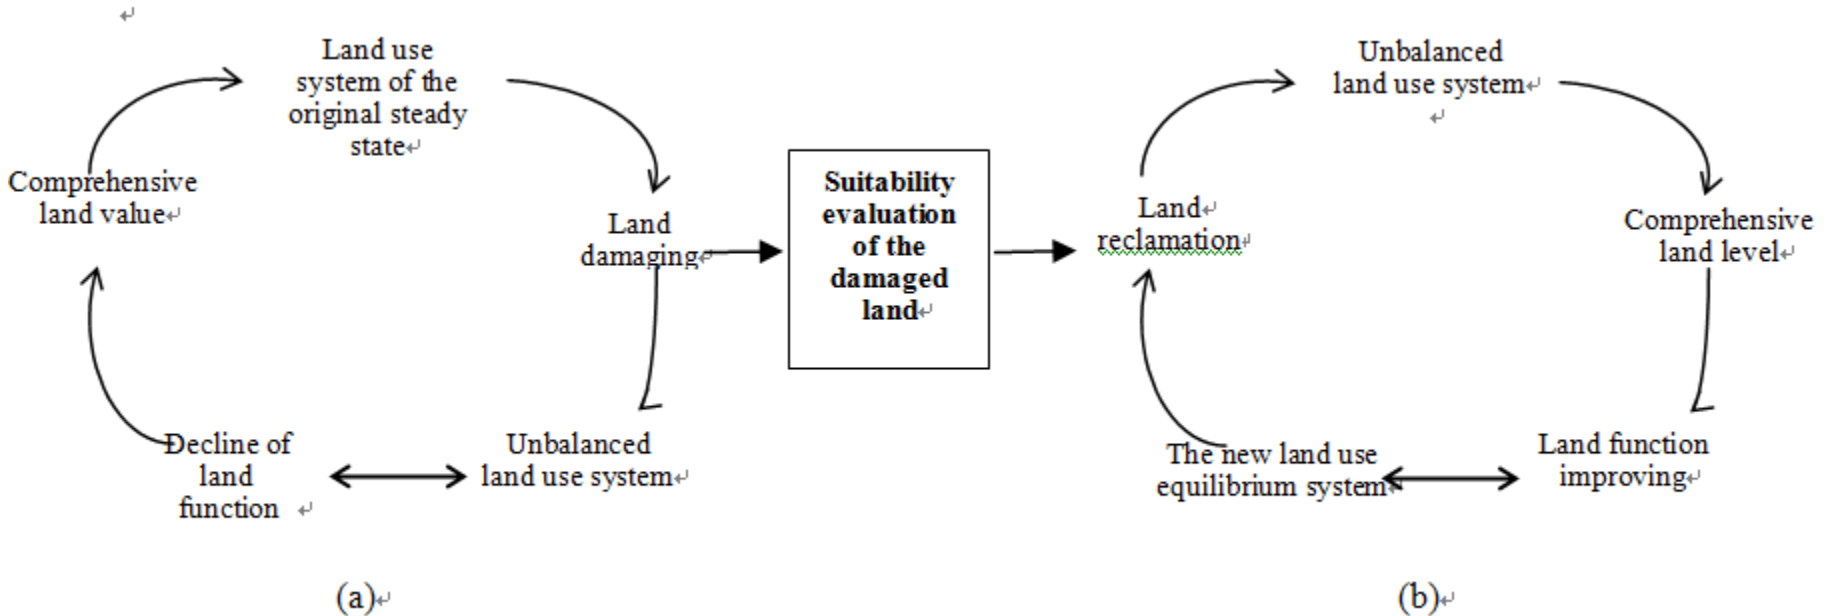 Land use
system of the
original steady
state
Comprehensive
land value
Land
damaging
Decline of
land
function
Unbalanced
land use system
(a)
Suitability
evaluation
of the
damaged
land
Unbalanced
land use system
Land
reclamation
Comprehensive
land level
The new land use
equilibrium system
Land function
improving
(b)